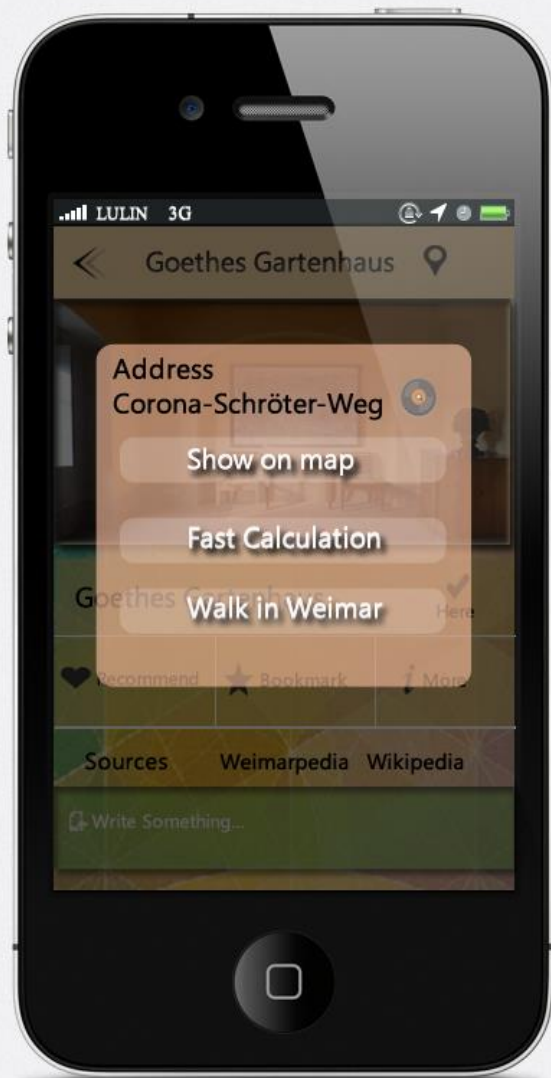 LULIN 3G
Goethes Gartenhaus
Address
Corona-Schröter-Weg
Show on map
Fast Calculation
Walk in Weimar
Goethes Gartenhaus
Here
Recommend
Bookmark
i More
Sources
Weimarpedia
Wikipedia
Write Something...